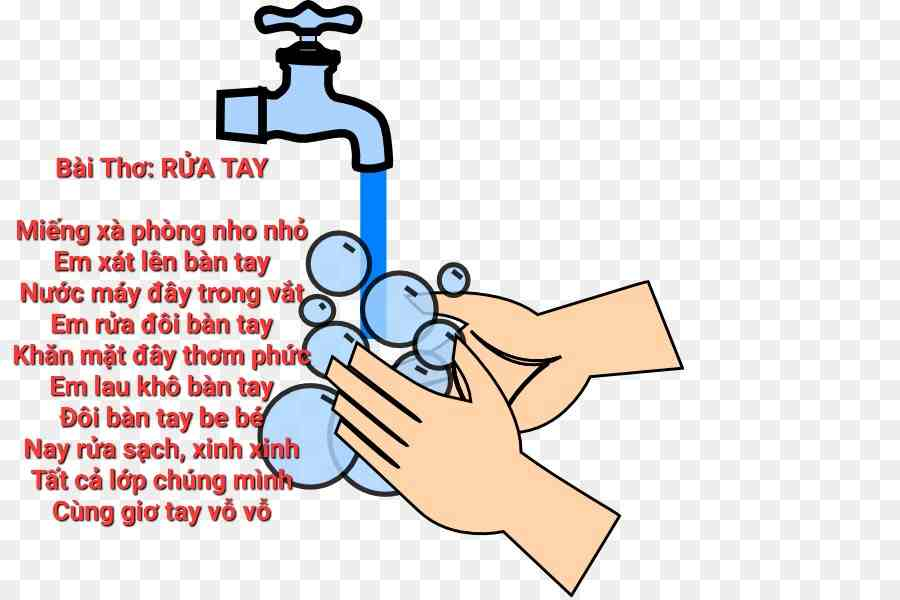 Bài Thơ: RỬA TAY
Miếng xà phòng nho nhỏ
Em xát lên bàn tay
Nước máy đây trong vắt
Em rửa đôi bàn tay
Khăn mặt đây thơm phức
Em lau khô bàn tay
Đôi bàn tay be bé
Nay rửa sạch, xinh xinh
Tất cả lớp chúng mình
Cùng giơ tay vỗ vỗ